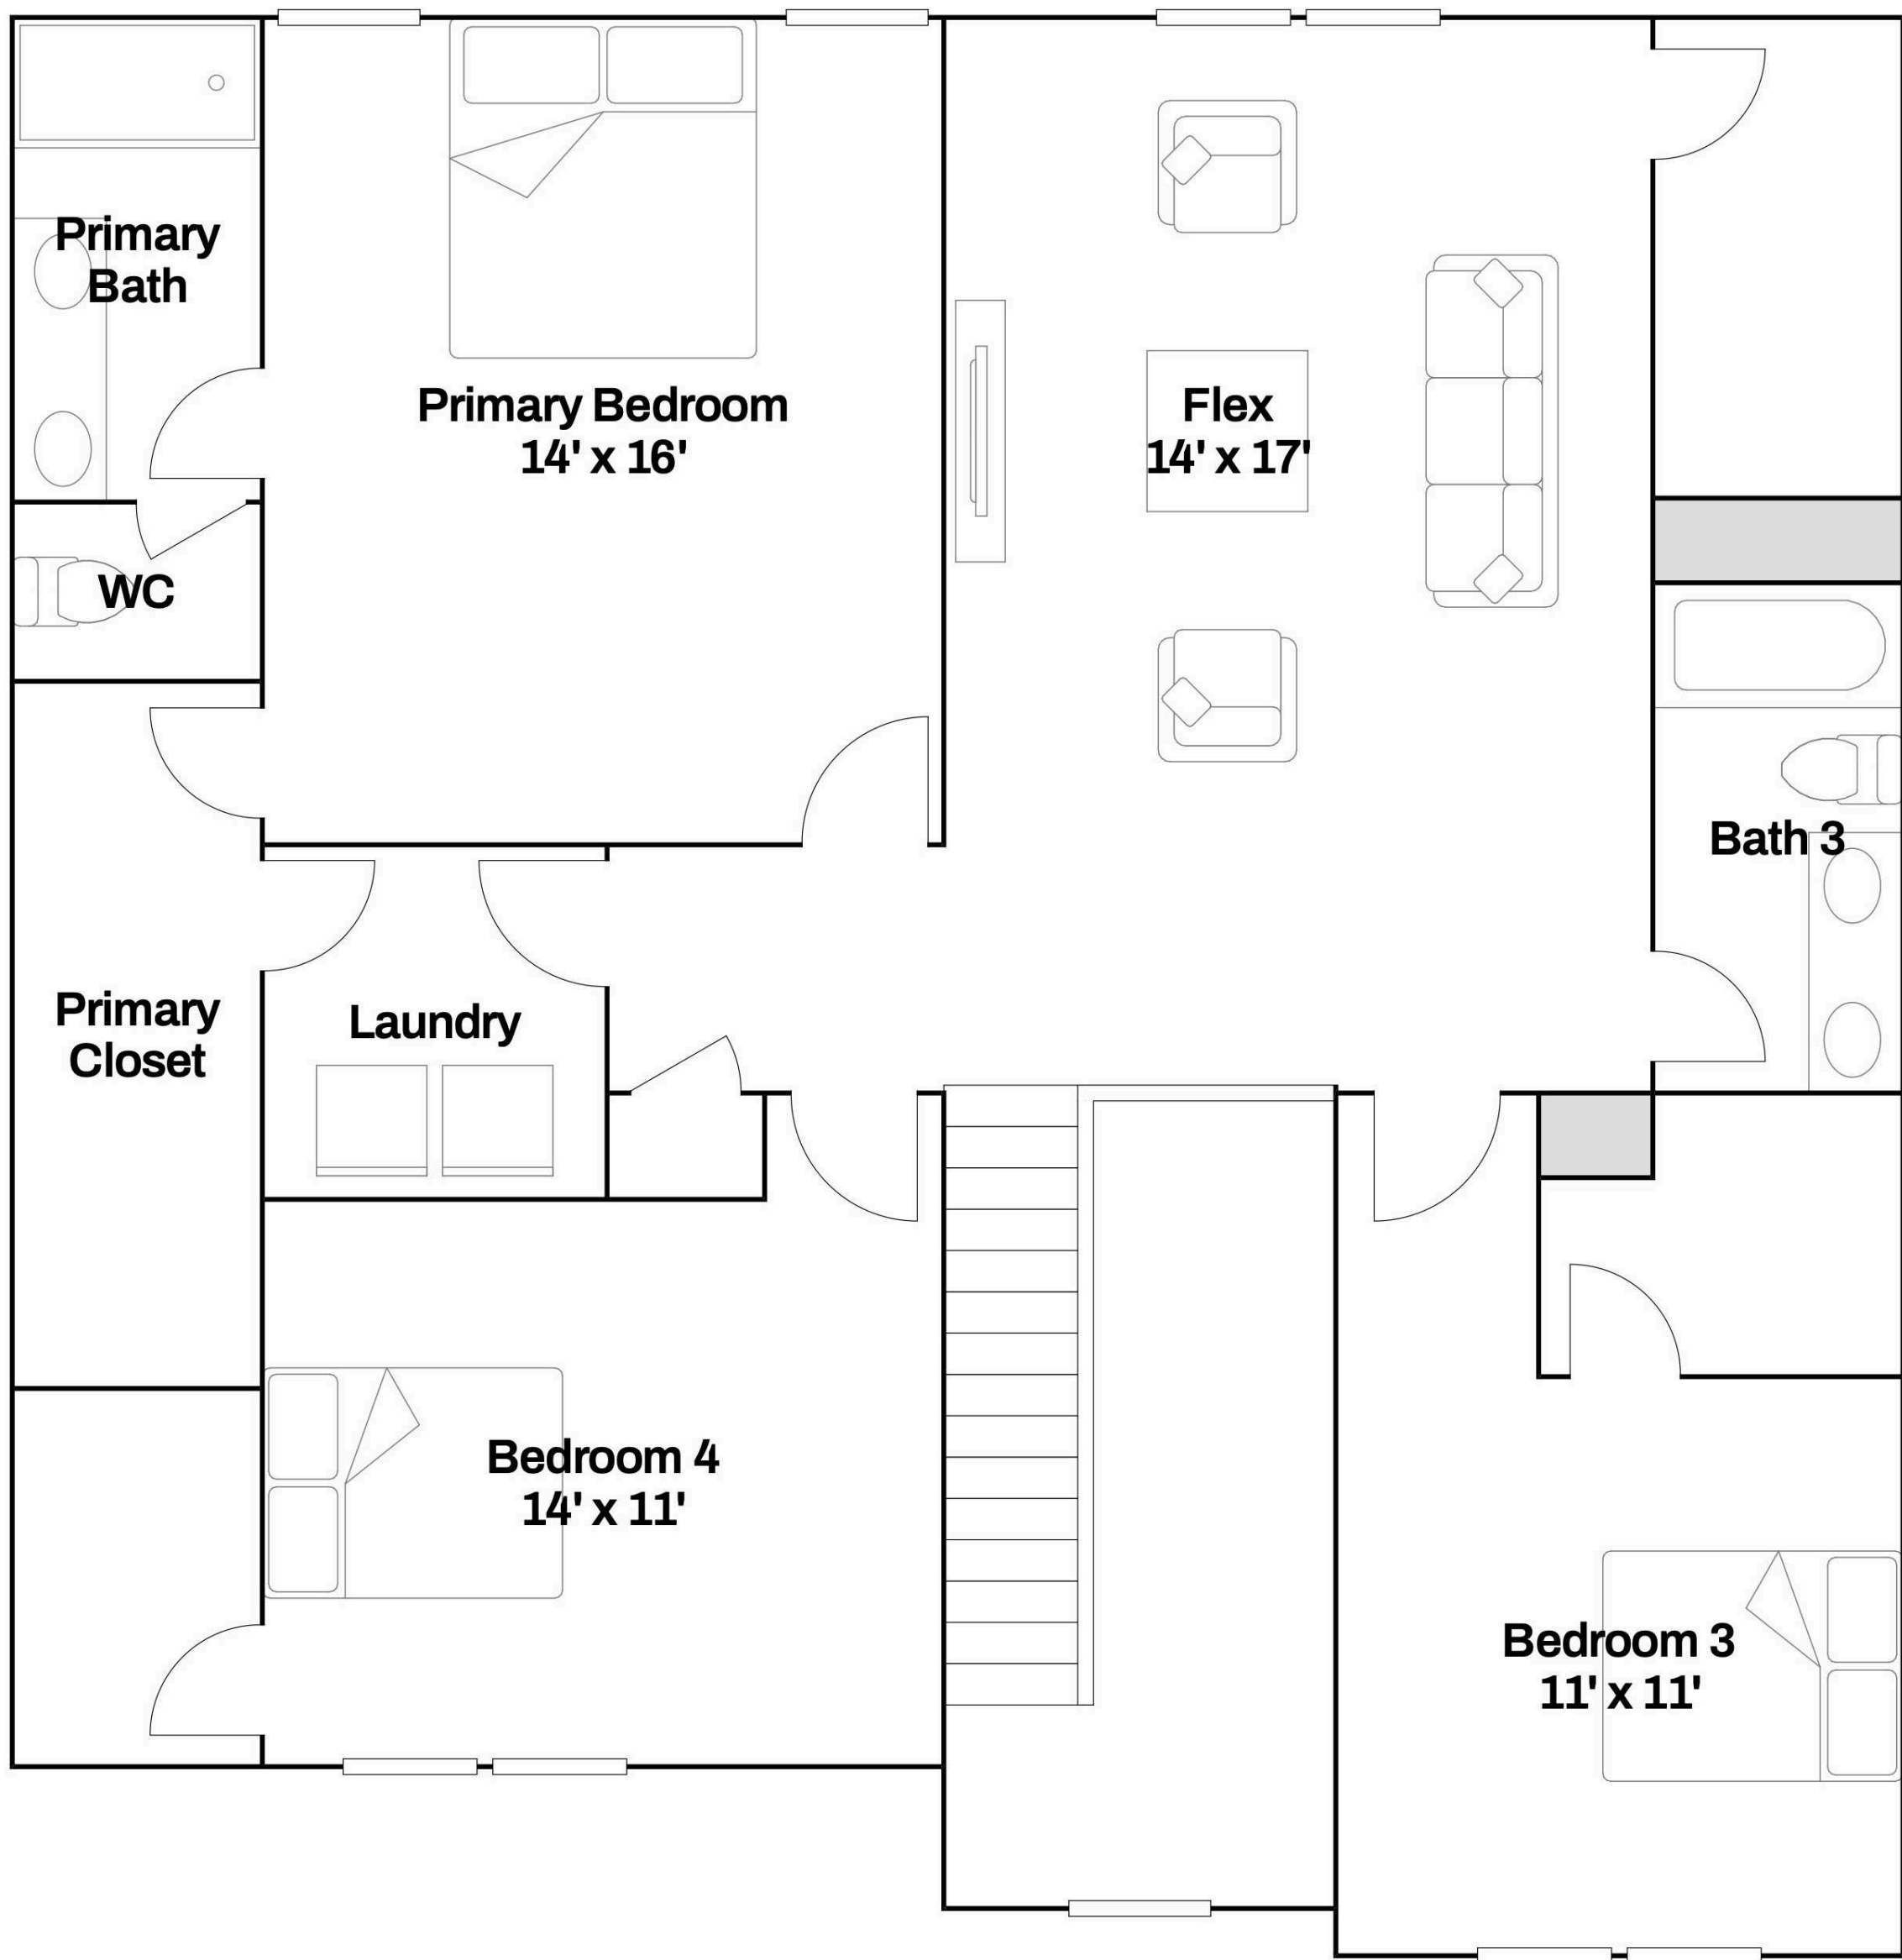 Primary
Bath
Primary Bedroom
14' x 16'
Flex
14' x 17'
WC
Bath 3
Primary
Closet
Laundry
Bedroom 4
14' x 11'
Bedroom 3
11' x 11'